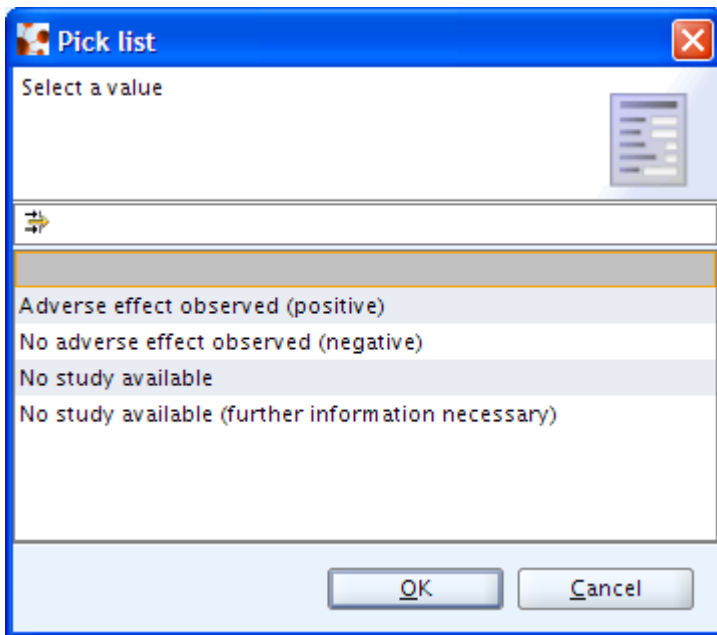 Pick list
Select a value
Adverse effect observed (positive)
No adverse effect observed (negative)
No study available
No study available (further information necessary)
OK
Cancel